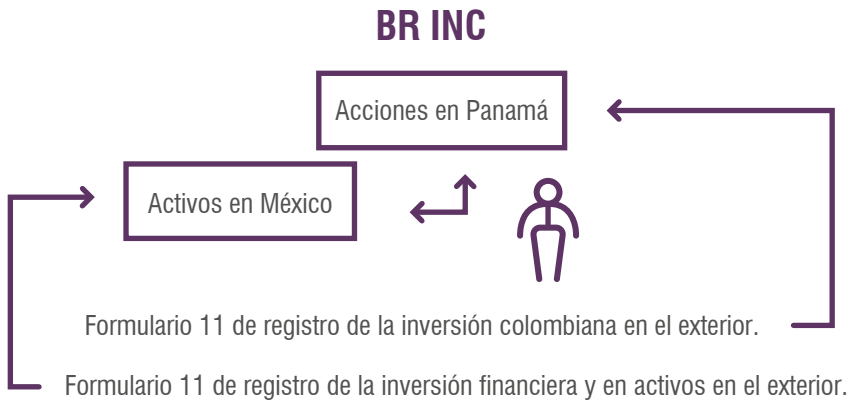 BR INC
Acciones en Panamá
Activos en México
Formulario 11 de registro de la inversión colombiana en el exterior.
Formulario 11 de registro de la inversión financiera y en activos en el exterior.